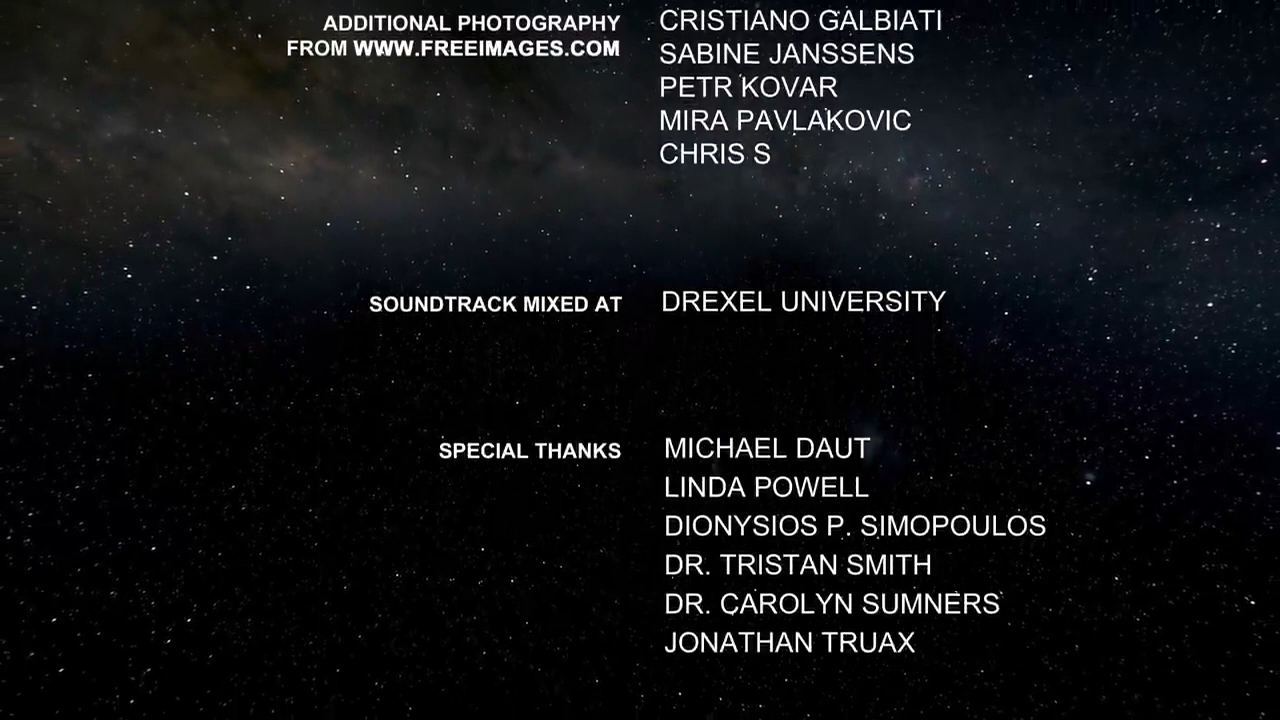 ADDITIONAL PHOTOGRAPHY
FROM WWW.FREEIMAGES.COM
CRISTIANO GALBIATI
SABINE JANSSENS
PETR KOVAR
MIRA PAVLAKOVIC
CHRIS S
SOUNDTRACK MIXED AT
DREXEL UNIVERSITY
SPECIAL THANKS
MICHAEL DAUT
LINDA POWELL
DIONYSIOS P. SIMOPOULOS
DR. TRISTAN SMITH
DR. CAROLYN SUMNERS
JONATHAN TRUAX